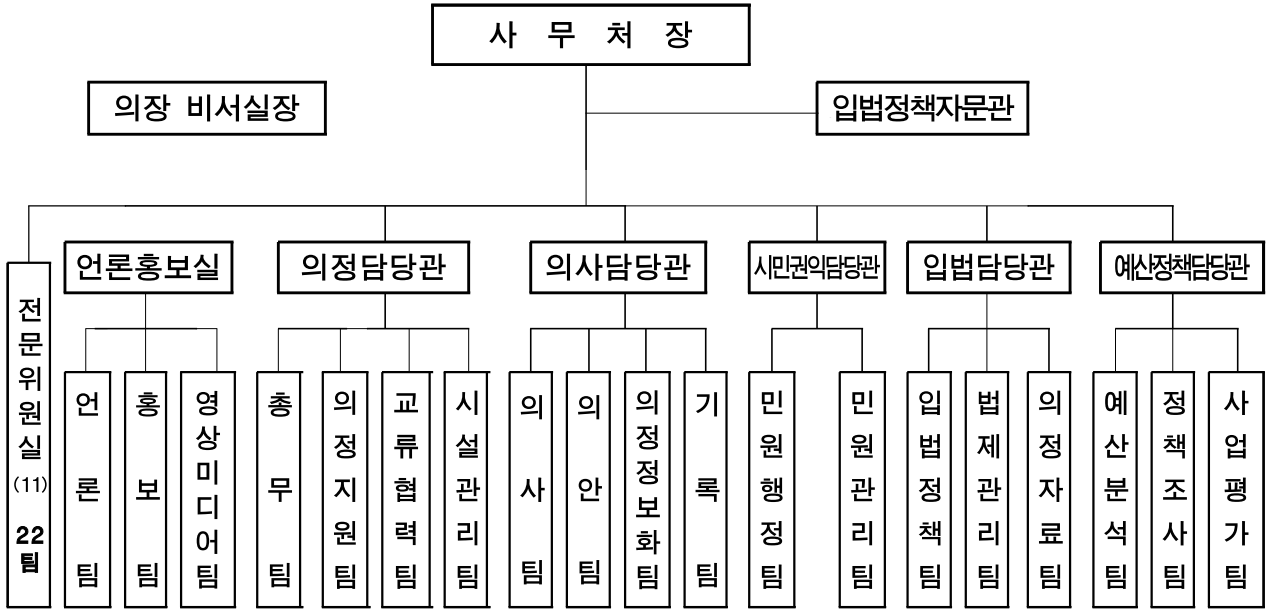 사 무 처 장
의장 비서실장
입법정책자문관
언론홍보실
의정담당관
의사담당관
시민권익담당관
입법담당관
예산정책담당관
전문위원실
(11)
22
팀
언론팀
홍보팀
영상미디어팀
총무팀
의정지원팀
교류협력팀
시설관리팀
의사팀
의안팀
의정정보화팀
기록팀
민원행정팀
민원관리팀
입법정책팀
법제관리팀
의정자료팀
예산분석팀
정책조사팀
사업평가팀